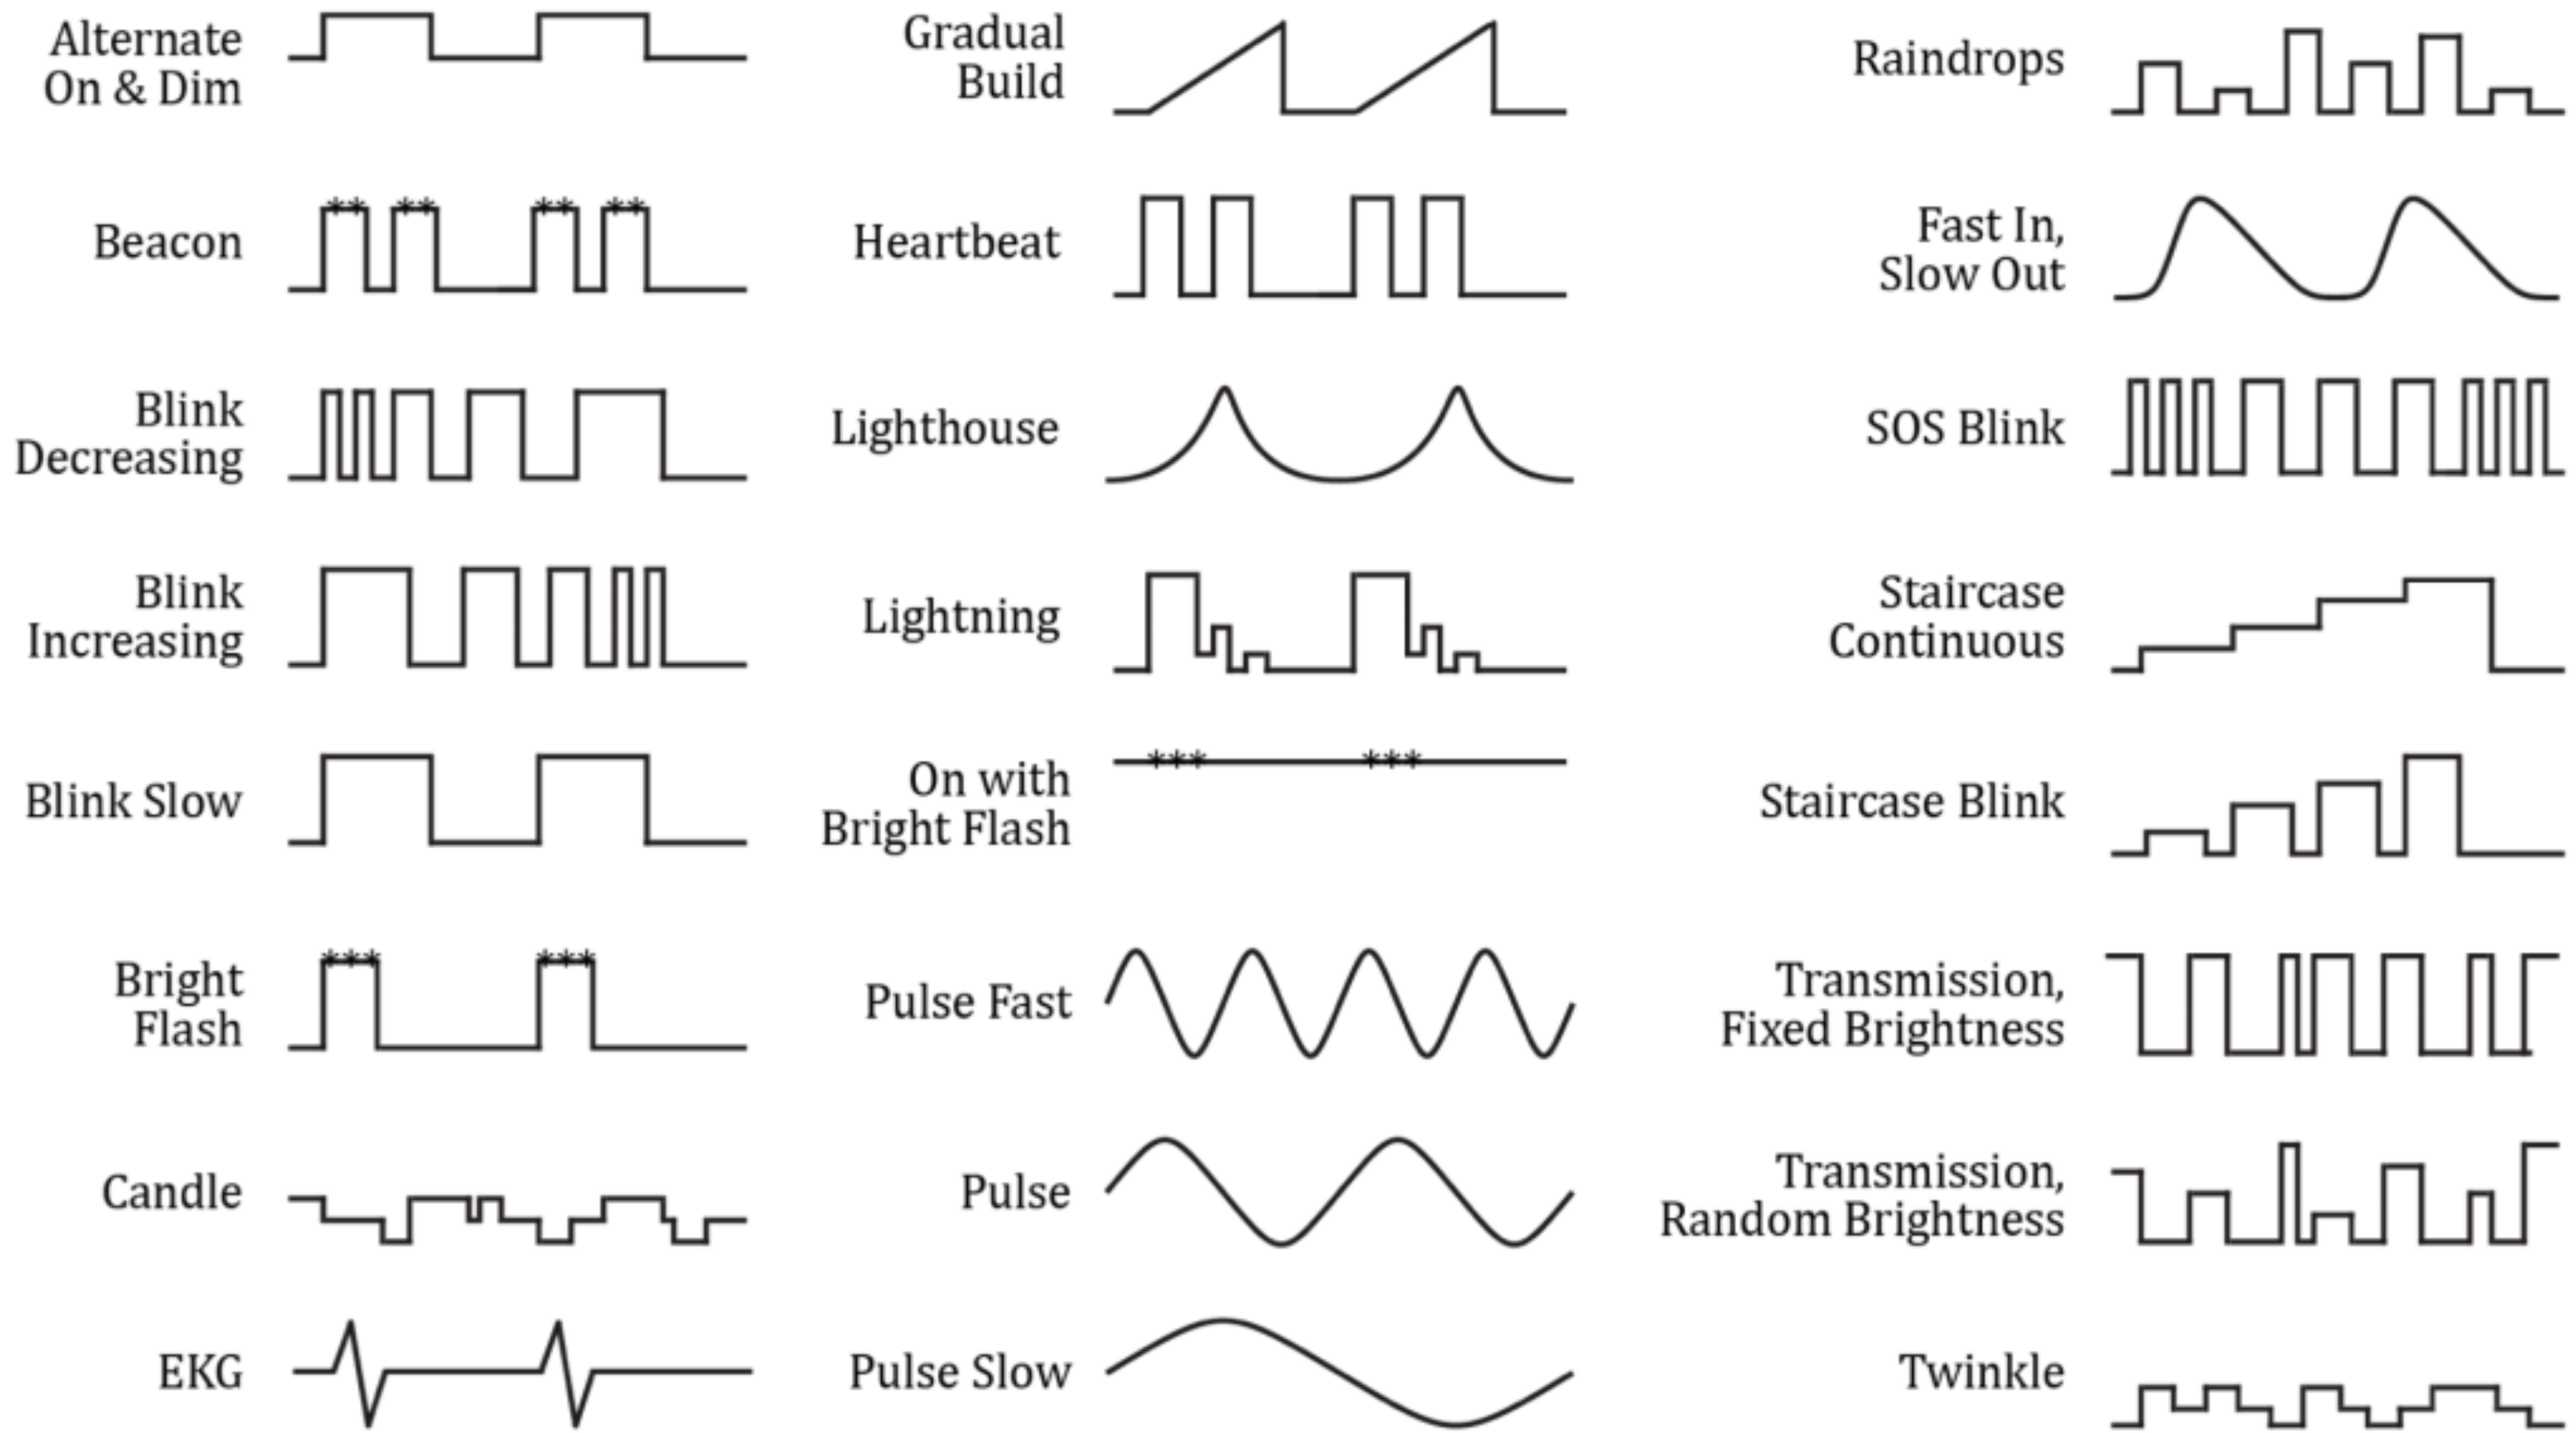 Alternate
On & Dim
Beacon
** ** ** **
Blink
Decreasing
Blink
Increasing
Blink Slow
Bright
Flash
*** ***
Candle
EKG
Gradual
Build
Heartbeat
Lighthouse
Lightning
On with
Bright Flash
*** ***
Pulse Fast
Pulse
Pulse Slow
Raindrops
Fast In,
Slow Out
SOS Blink
Staircase
Continuous
Staircase Blink
Transmission,
Fixed Brightness
Transmission,
Random Brightness
Twinkle